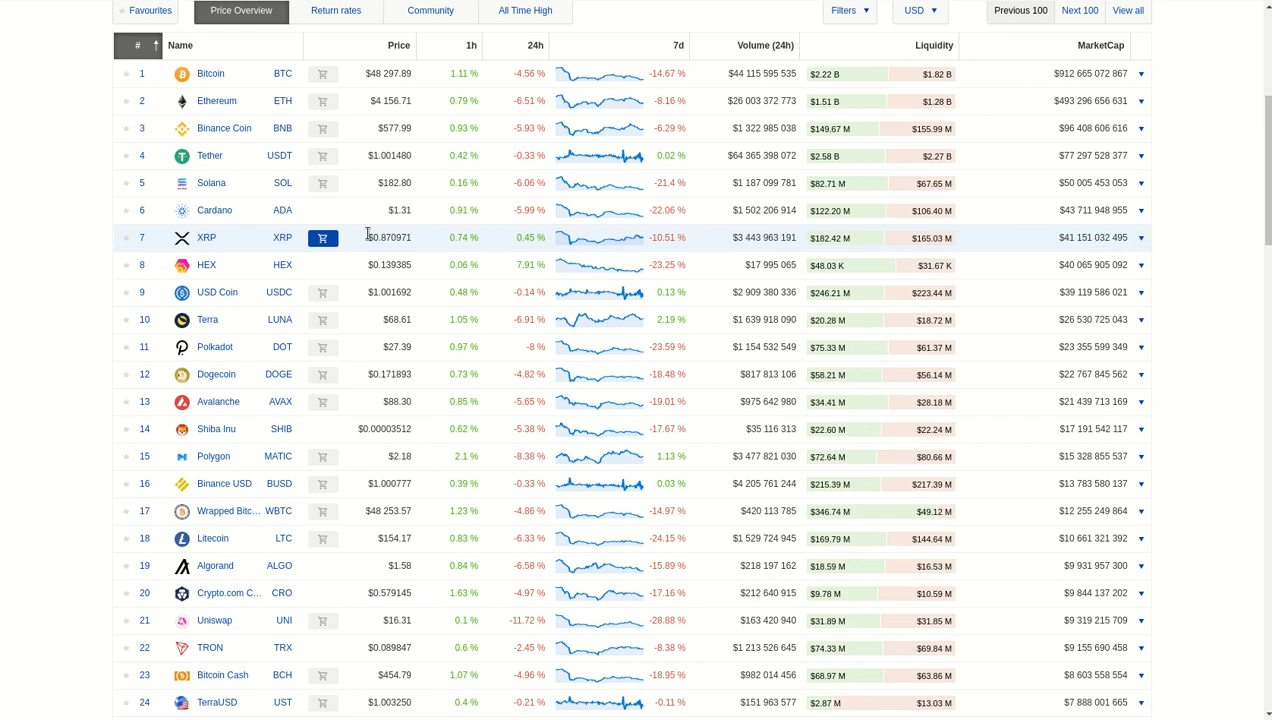 Favourites Price Overview Return rates Community All Time High Filters ▼ USD ▼ Previous 100 Next 100 View all
# Name Price 1h 24h 7d Volume (24h) Liquidity MarketCap
1 Bitcoin BTC $48 297.89 1.11 % -4.56 % -14.67 % $44 115 595 535 $2.22 B $1.82 B $912 665 072 867
2 Ethereum ETH $4 156.71 0.79 % -6.51 % -8.16 % $26 003 372 773 $1.51 B $1.28 B $493 296 656 631
3 Binance Coin BNB $577.99 0.93 % -5.93 % -6.29 % $1 322 985 038 $149.67 M $155.99 M $96 408 606 616
4 Tether USDT $1.001480 0.42 % -0.33 % 0.02 % $64 365 398 072 $2.58 B $2.27 B $77 297 528 377
5 Solana SOL $182.80 0.16 % -6.06 % -21.4 % $1 187 099 781 $82.71 M $67.65 M $50 005 453 053
6 Cardano ADA $1.31 0.91 % -5.99 % -22.06 % $1 502 206 914 $122.20 M $106.40 M $43 711 948 955
7 XRP XRP $0.870971 0.74 % 0.45 % -10.51 % $3 443 963 191 $182.42 M $165.03 M $41 151 032 495
8 HEX HEX $0.139385 0.06 % 7.91 % -23.25 % $17 995 065 $48.03 K $31.67 K $40 065 905 092
9 USD Coin USDC $1.001692 0.48 % -0.14 % 0.13 % $2 909 380 336 $246.21 M $223.44 M $39 119 586 021
10 Terra LUNA $68.61 1.05 % -6.91 % 2.19 % $1 639 918 090 $20.28 M $18.72 M $26 530 725 043
11 Polkadot DOT $27.39 0.97 % -8 % -23.59 % $1 154 532 549 $75.33 M $61.37 M $23 355 599 349
12 Dogecoin DOGE $0.171893 0.73 % -4.82 % -18.48 % $817 813 106 $58.21 M $56.14 M $22 767 845 562
13 Avalanche AVAX $88.30 0.85 % -5.65 % -19.01 % $975 642 980 $34.41 M $28.18 M $21 439 713 169
14 Shiba Inu SHIB $0.00003512 0.62 % -5.38 % -17.67 % $35 116 313 $22.60 M $22.24 M $17 191 542 117
15 Polygon MATIC $2.18 2.1 % -8.38 % 1.13 % $3 477 821 030 $72.64 M $80.66 M $15 328 855 537
16 Binance USD BUSD $1.000777 0.39 % -0.33 % 0.03 % $4 205 761 244 $215.39 M $217.39 M $13 783 580 137
17 Wrapped Bitc... WBTC $48 253.57 1.23 % -4.86 % -14.97 % $420 113 785 $346.74 M $49.12 M $12 255 249 864
18 Litecoin LTC $154.17 0.83 % -6.33 % -24.15 % $1 529 724 945 $169.79 M $144.64 M $10 661 321 392
19 Algorand ALGO $1.58 0.84 % -6.58 % -15.89 % $218 197 162 $18.59 M $16.53 M $9 931 957 300
20 Crypto.com C... CRO $0.579145 1.63 % -4.97 % -17.16 % $212 640 915 $9.78 M $10.59 M $9 844 137 202
21 Uniswap UNI $16.31 0.1 % -11.72 % -28.88 % $163 420 940 $31.89 M $31.85 M $9 319 215 709
22 TRON TRX $0.089847 0.6 % -2.45 % -8.38 % $1 213 526 645 $74.33 M $69.84 M $9 155 690 458
23 Bitcoin Cash BCH $454.79 1.07 % -4.96 % -18.95 % $982 014 456 $68.97 M $63.86 M $8 603 558 554
24 TerraUSD UST $1.003250 0.4 % -0.21 % -0.11 % $151 963 577 $2.87 M $13.03 M $7 888 001 665